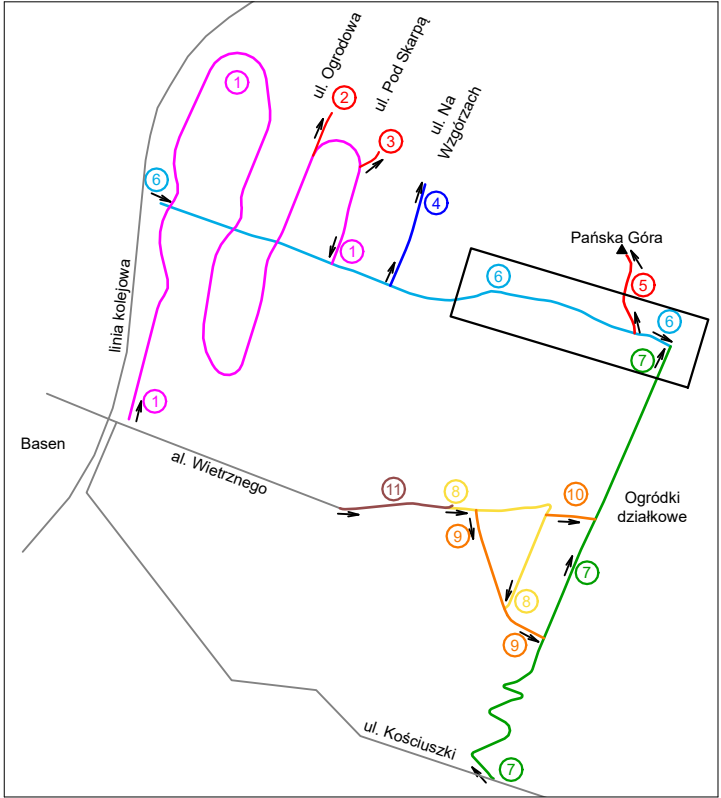 1
ul. Ogrodowa
2
ul. Pod Skarpą
3
ul. Na
Wzgórzach
6
4
1
Pańska Góra
6
5
6
linia kolejowa
7
1
Basen
al. Wietrznego
11
8
10
Ogródki
działkowe
9
7
8
9
ul. Kościuszki
7